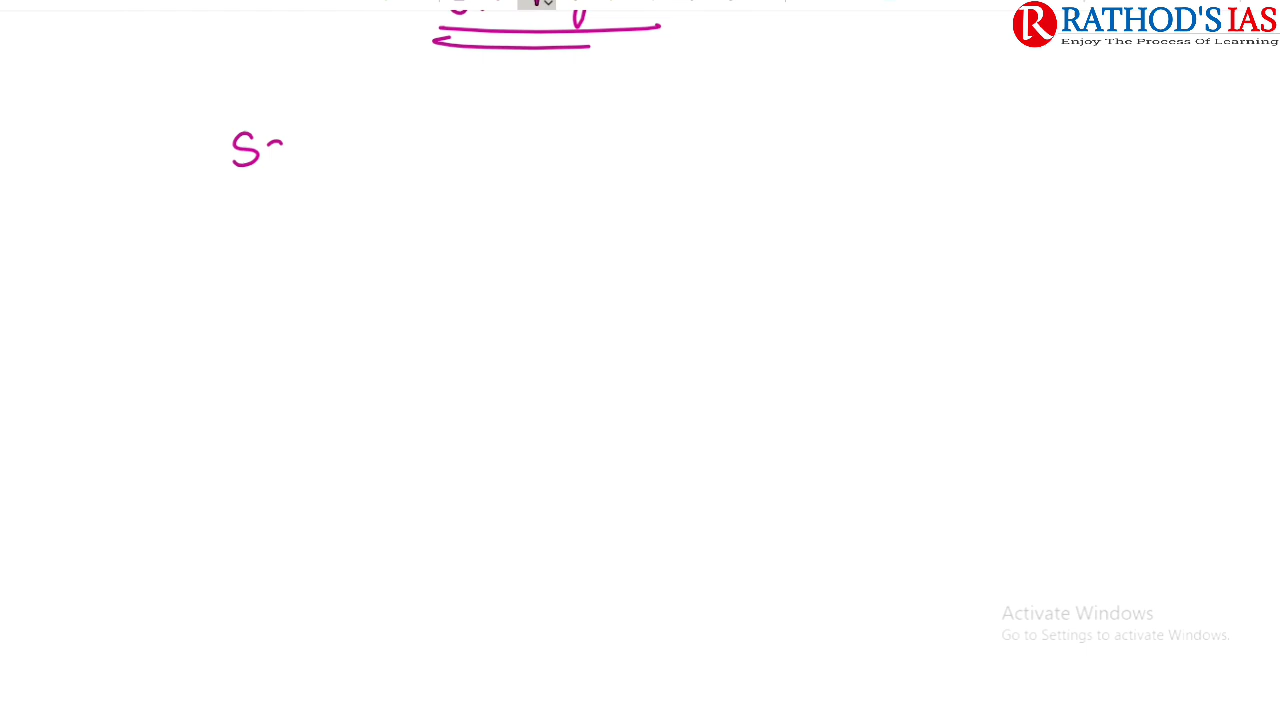 RATHOD'S IAS
Enjoy The Process Of Learning
S
Activate Windows
Go to Settings to activate Windows.